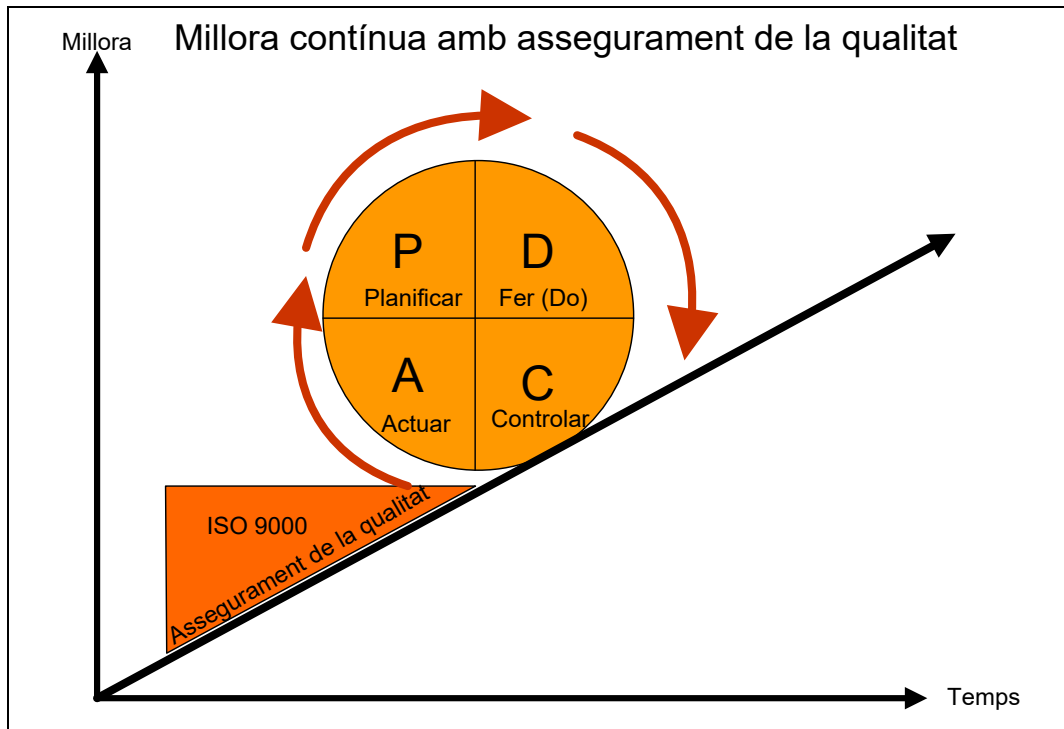 Millora contínua amb assegurament de la qualitat
Millora
P
Planificar
D
Fer (Do)
A
Actuar
C
Controlar
ISO 9000
Assegurament de la qualitat
Temps